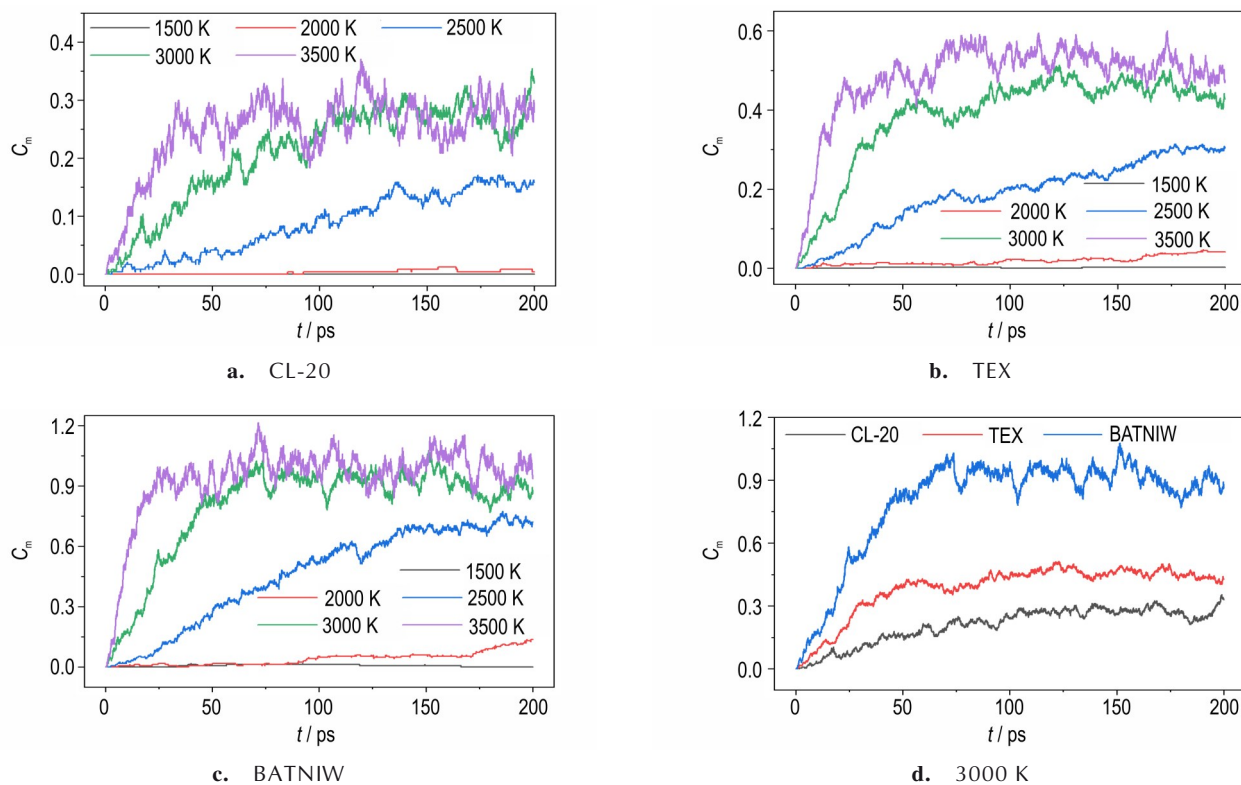 1500 K 2000 K 2500 K
3000 K 3500 K
0.4
0.3
0.2
0.1
0.0
Cm
0 50 100 150 200
t / ps
a. CL-20
0.6
0.4
0.2
0.0
Cm
1500 K
2000 K 2500 K
3000 K 3500 K
0 50 100 150 200
t / ps
b. TEX
1.2
0.9
0.6
0.3
0.0
Cm
1500 K
2000 K 2500 K
3000 K 3500 K
0 50 100 150 200
t / ps
c. BATNIW
CL-20 TEX BATNIW
1.2
0.9
0.6
0.3
0.0
Cm
0 50 100 150 200
t / ps
d. 3000 K